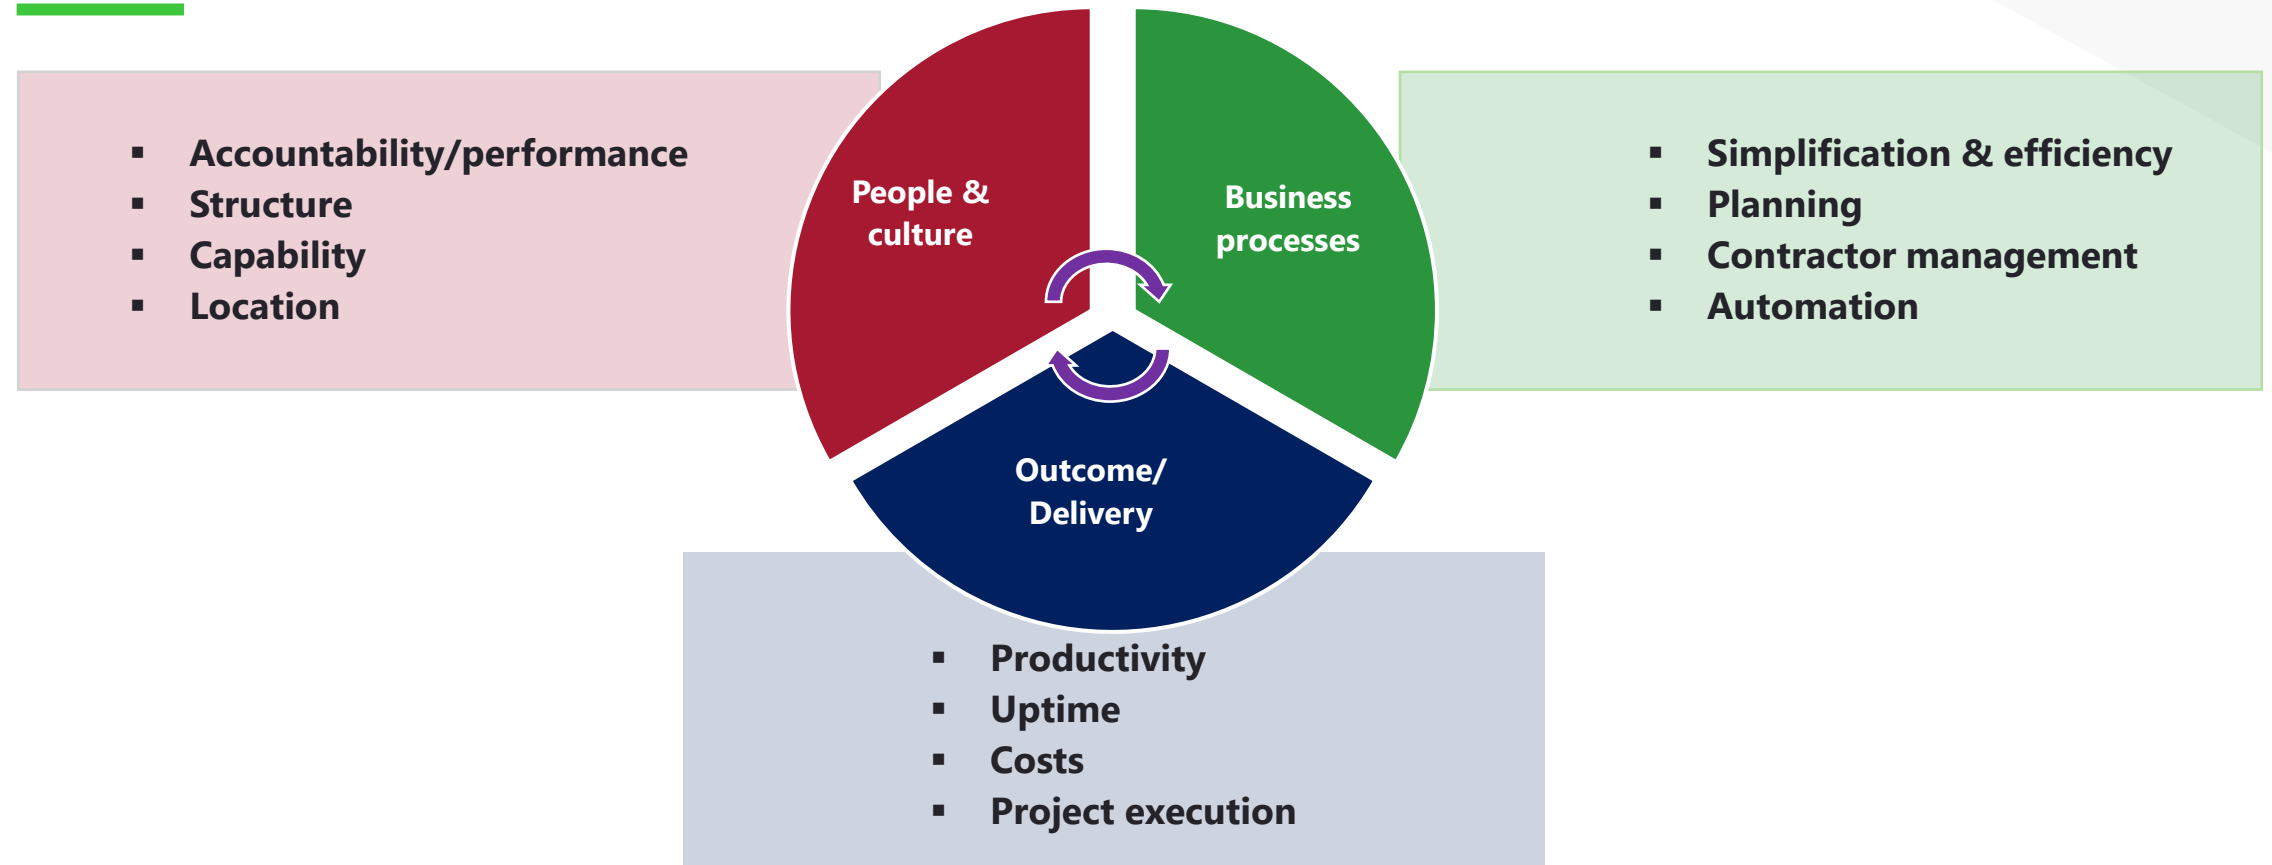 ▪ Accountability/performance
▪ Structure
▪ Capability
▪ Location
People &
culture
Business
processes
▪ Simplification & efficiency
▪ Planning
▪ Contractor management
▪ Automation
Outcome/
Delivery
▪ Productivity
▪ Uptime
▪ Costs
▪ Project execution